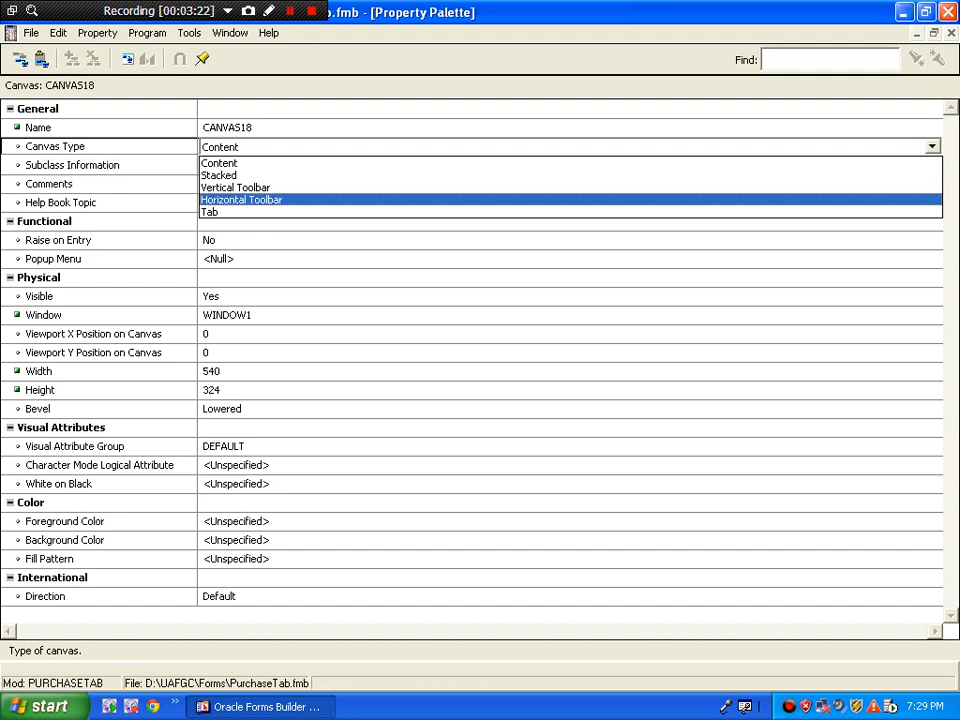 Recording [00:03:22]
b.fmb - [Property Palette]
File Edit Property Program Tools Window Help
Find:
Canvas: CANVAS18
General
Name CANVAS18
Canvas Type Content
Subclass Information
Content
Stacked
Comments
Vertical Toolbar
Help Book Topic
Horizontal Toolbar
Tab
Functional
Raise on Entry No
Popup Menu <Null>
Physical
Visible Yes
Window WINDOW1
Viewport X Position on Canvas 0
Viewport Y Position on Canvas 0
Width 540
Height 324
Bevel Lowered
Visual Attributes
Visual Attribute Group DEFAULT
Character Mode Logical Attribute <Unspecified>
White on Black <Unspecified>
Color
Foreground Color <Unspecified>
Background Color <Unspecified>
Fill Pattern <Unspecified>
International
Direction Default
Type of canvas.
Mod: PURCHASETAB File: D:\UAFGC\Forms\PurchaseTab.fmb
start Oracle Forms Builder ... 7:29 PM